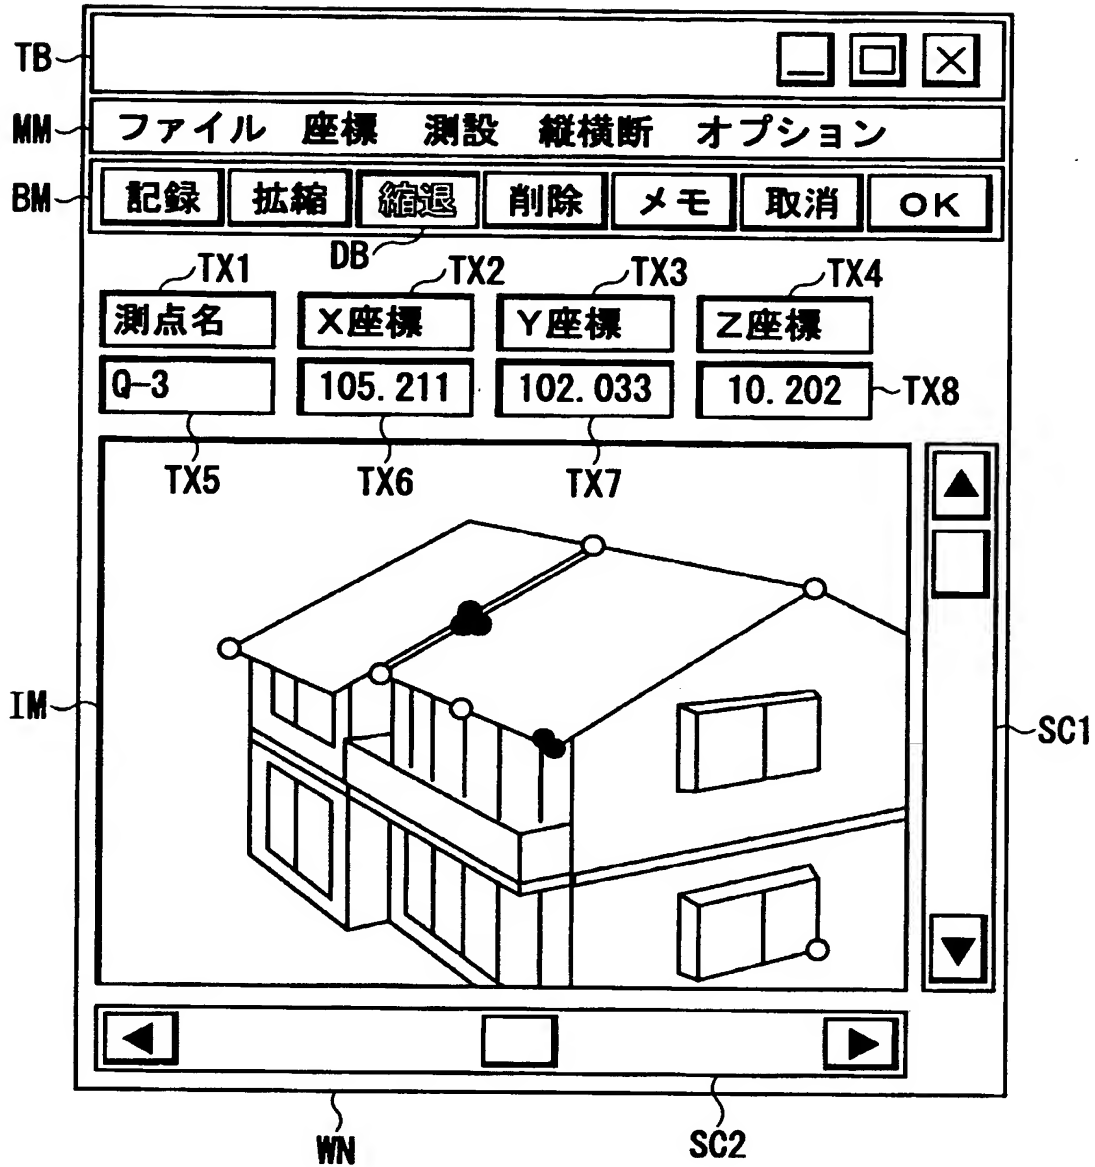 TB
MM ファイル 座標 測設 縦横断 オプション
BM 記録 拡縮 縮退 削除 メモ 取消 OK
DB
TX1 TX2 TX3 TX4
測点名 X座標 Y座標 Z座標
Q-3 105.211 102.033 10.202 TX8
TX5 TX6 TX7
IM SC1
WN SC2